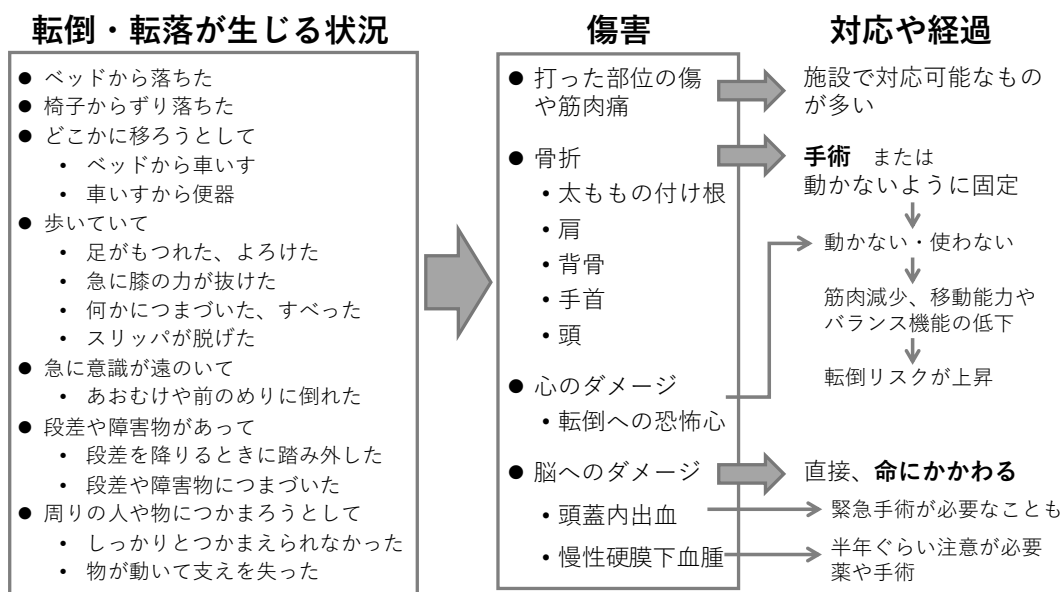 転倒・転落が生じる状況
● ベッドから落ちた
● 椅子からずり落ちた
● どこかに移ろうとして
• ベッドから車いす
• 車いすから便器
● 歩いていて
• 足がもつれた、よろけた
• 急に膝の力が抜けた
• 何かにつまづいた、すべった
• スリッパが脱げた
● 急に意識が遠のいて
• あおむけや前のめりに倒れた
● 段差や障害物があって
• 段差を降りるときに踏み外した
• 段差や障害物につまづいた
● 周りの人や物につかまろうとして
• しっかりとつかまえられなかった
• 物が動いて支えを失った
傷害
● 打った部位の傷
や筋肉痛
● 骨折
・太ももの付け根
・肩
・背骨
・手首
・頭
● 心のダメージ
・転倒への恐怖心
● 脳へのダメージ
・頭蓋内出血
・慢性硬膜下血腫
対応や経過
施設で対応可能なもの
が多い
手術 または
動かないように固定
動かない・使わない
筋肉減少、移動能力や
バランス機能の低下
転倒リスクが上昇
直接、命にかかわる
緊急手術が必要なことも
半年ぐらい注意が必要
薬や手術